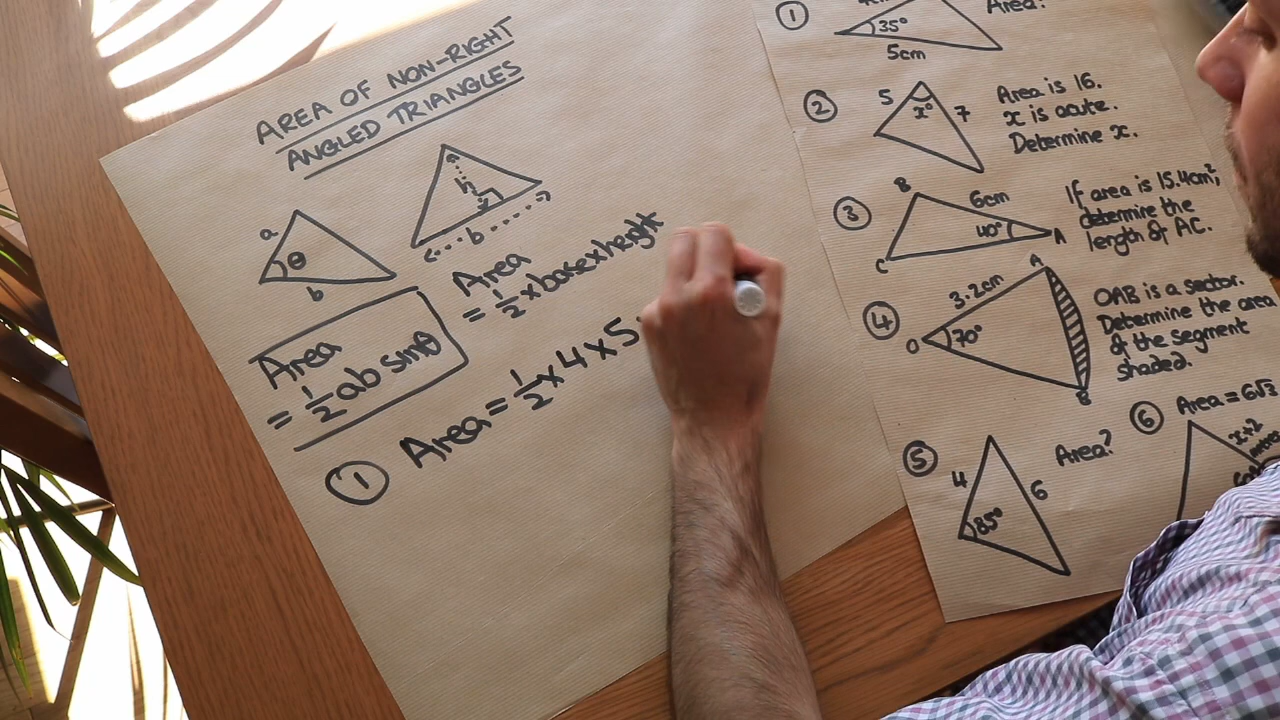 AREA OF NON-RIGHT
ANGLED TRIANGLES
a
θ
b
h
b
Area
= 1/2 ab sinθ
Area
= 1/2 × base × height
① Area = 1/2 × 4 × 5
①
35°
5cm
Area?
②
5
x°
7
Area is 16.
x is acute.
Determine x.
③
B
6cm
40°
A
C
If area is 15.4cm²,
determine the
length of AC.
④
A
3.2cm
O
70°
B
OAB is a sector.
Determine the area
of the segment
shaded.
⑤
4
6
85°
Area?
⑥
Area = 6√3
x+2